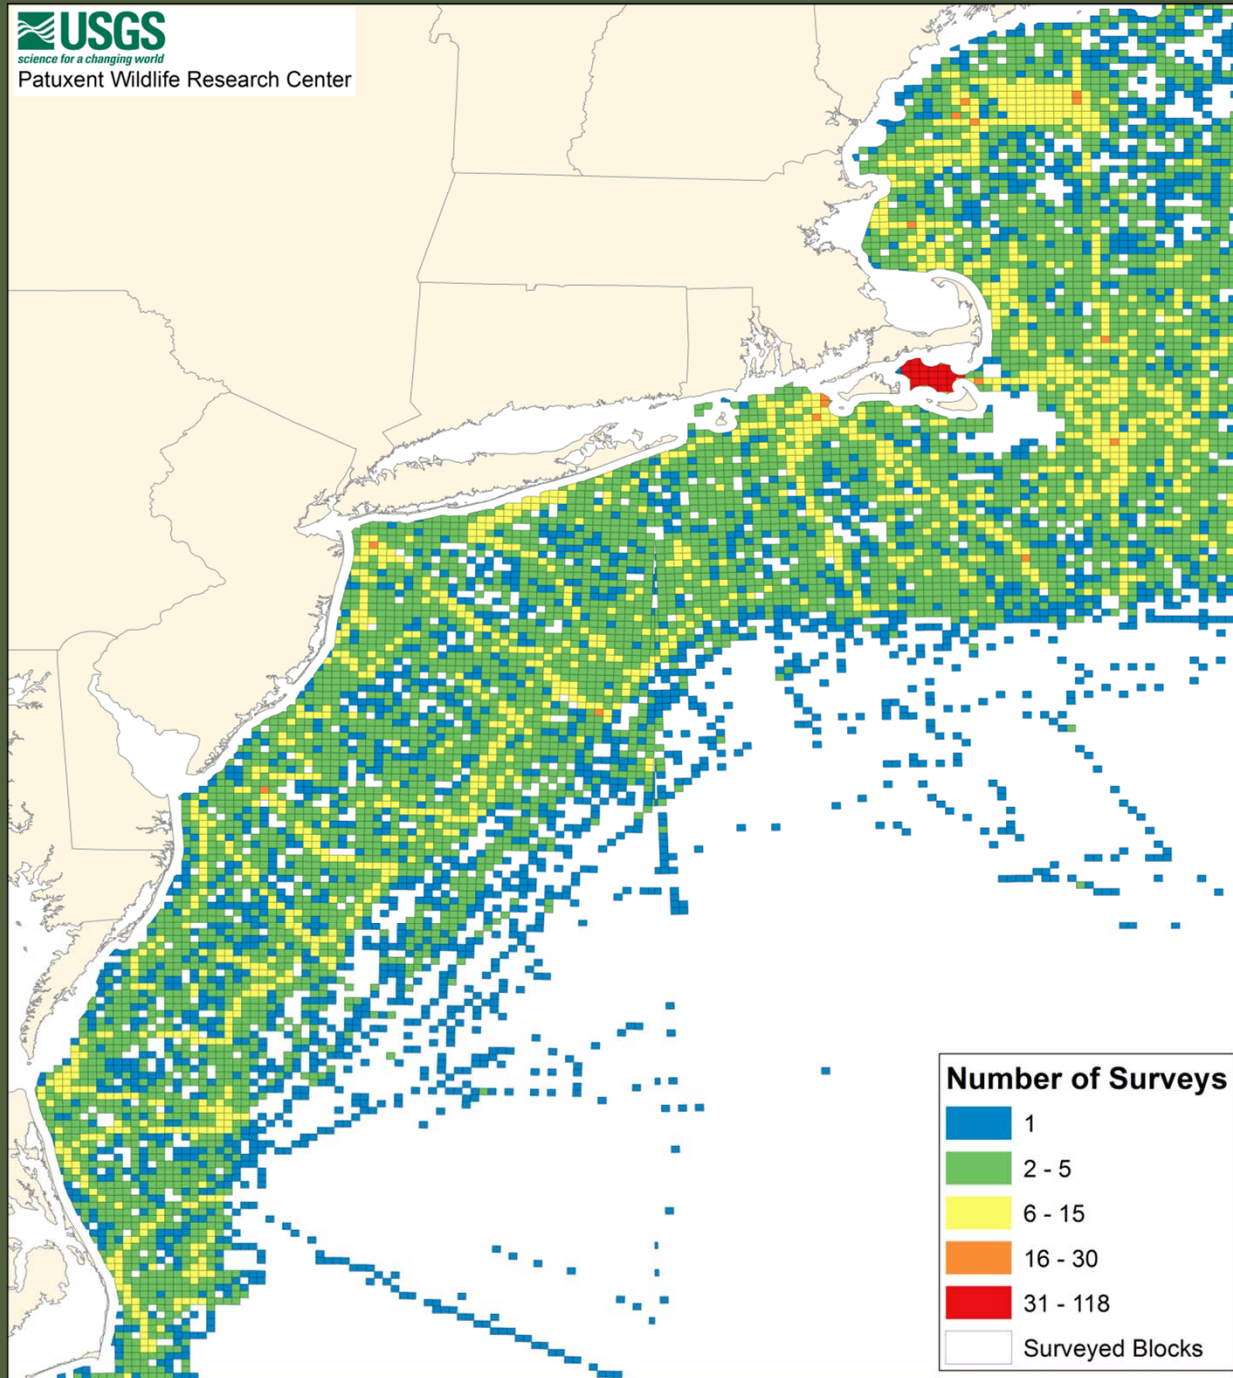 USGS
science for a changing world
Patuxent Wildlife Research Center
Number of Surveys
1
2 - 5
6 - 15
16 - 30
31 - 118
Surveyed Blocks